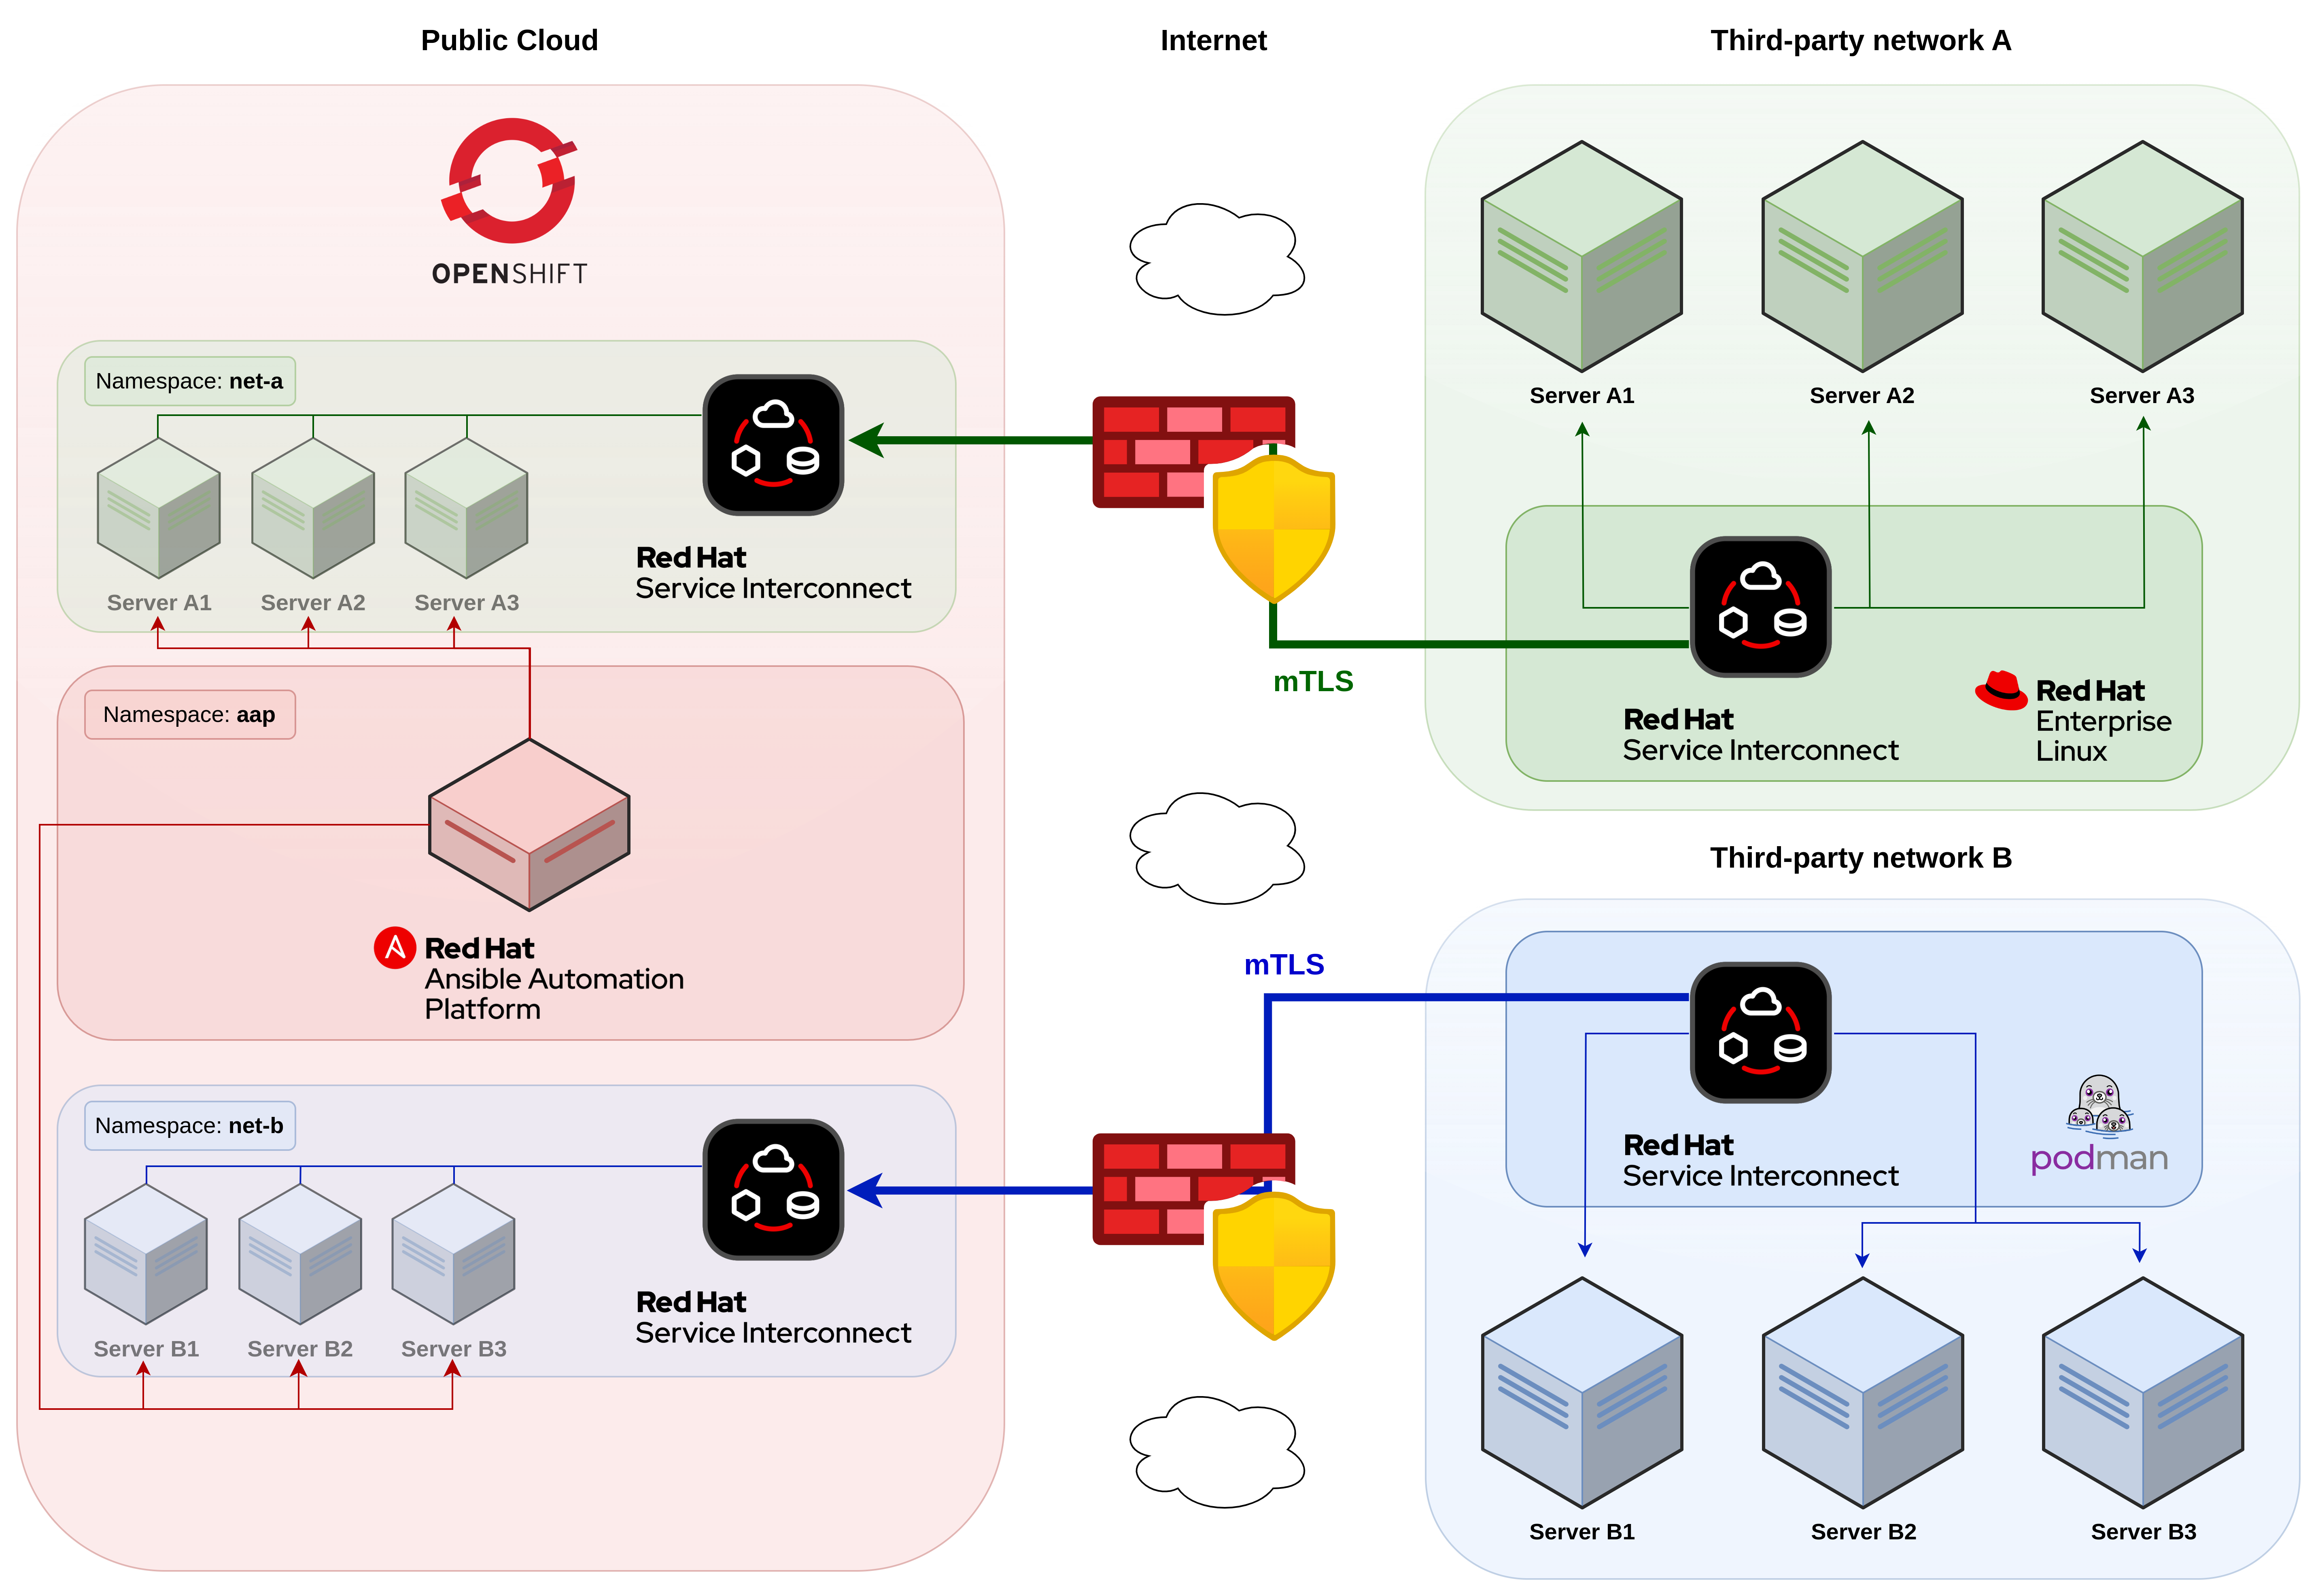 Public Cloud
Internet
Third-party network A
OPENSHIFT
Namespace: net-a
Server A1
Server A2
Server A3
Red Hat
Service Interconnect
Namespace: aap
Red Hat
Ansible Automation
Platform
Namespace: net-b
Server B1
Server B2
Server B3
Red Hat
Service Interconnect
mTLS
mTLS
Server A1
Server A2
Server A3
Red Hat
Service Interconnect
Red Hat
Enterprise
Linux
Third-party network B
Red Hat
Service Interconnect
podman
Server B1
Server B2
Server B3